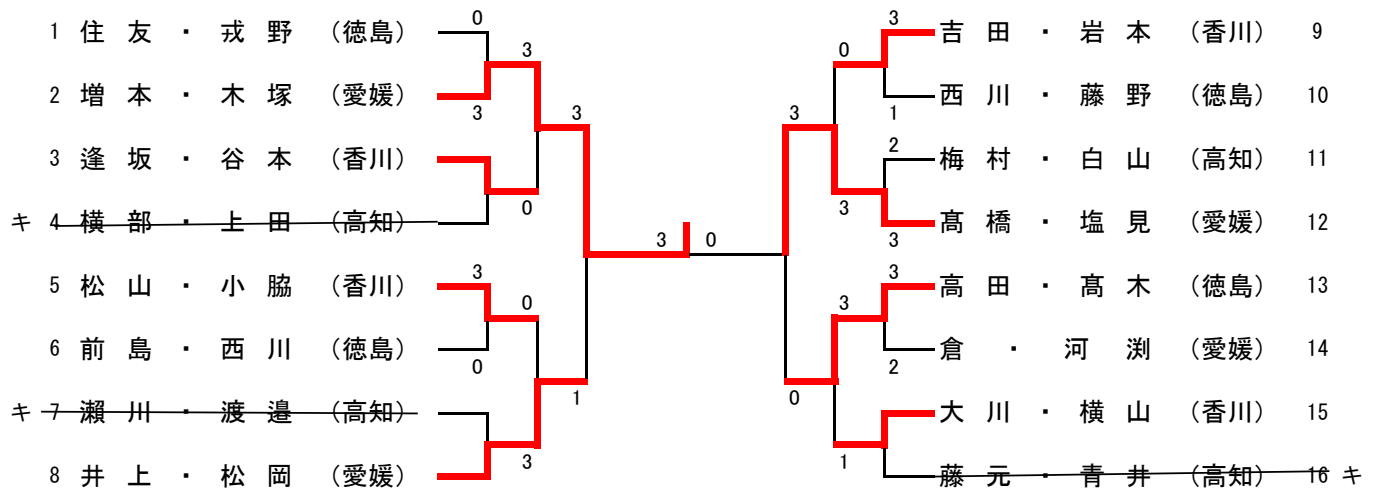 0 3
1 住 友 ・ 戎 野 (徳島) 吉 田 ・ 岩 本 (香川) 9
3 0
2 増 本 ・ 木 塚 (愛媛) 西 川 ・ 藤 野 (徳島) 10
3 3 3 1
3 逢 坂 ・ 谷 本 (香川) 2 梅 村 ・ 白 山 (高知) 11
0 3
キ 4 横 部 ・ 上 田 (高知) 髙 橋 ・ 塩 見 (愛媛) 12
3 0 3
3 3
5 松 山 ・ 小 脇 (香川) 高 田 ・ 髙 木 (徳島) 13
0 3
6 前 島 ・ 西 川 (徳島) 倉 ・ 河 渕 (愛媛) 14
0 2
1 0
キ 7 瀬 川 ・ 渡 邉 (高知) 大 川 ・ 横 山 (香川) 15
3 1
8 井 上 ・ 松 岡 (愛媛) 藤 元 ・ 青 井 (高知) 16 キ